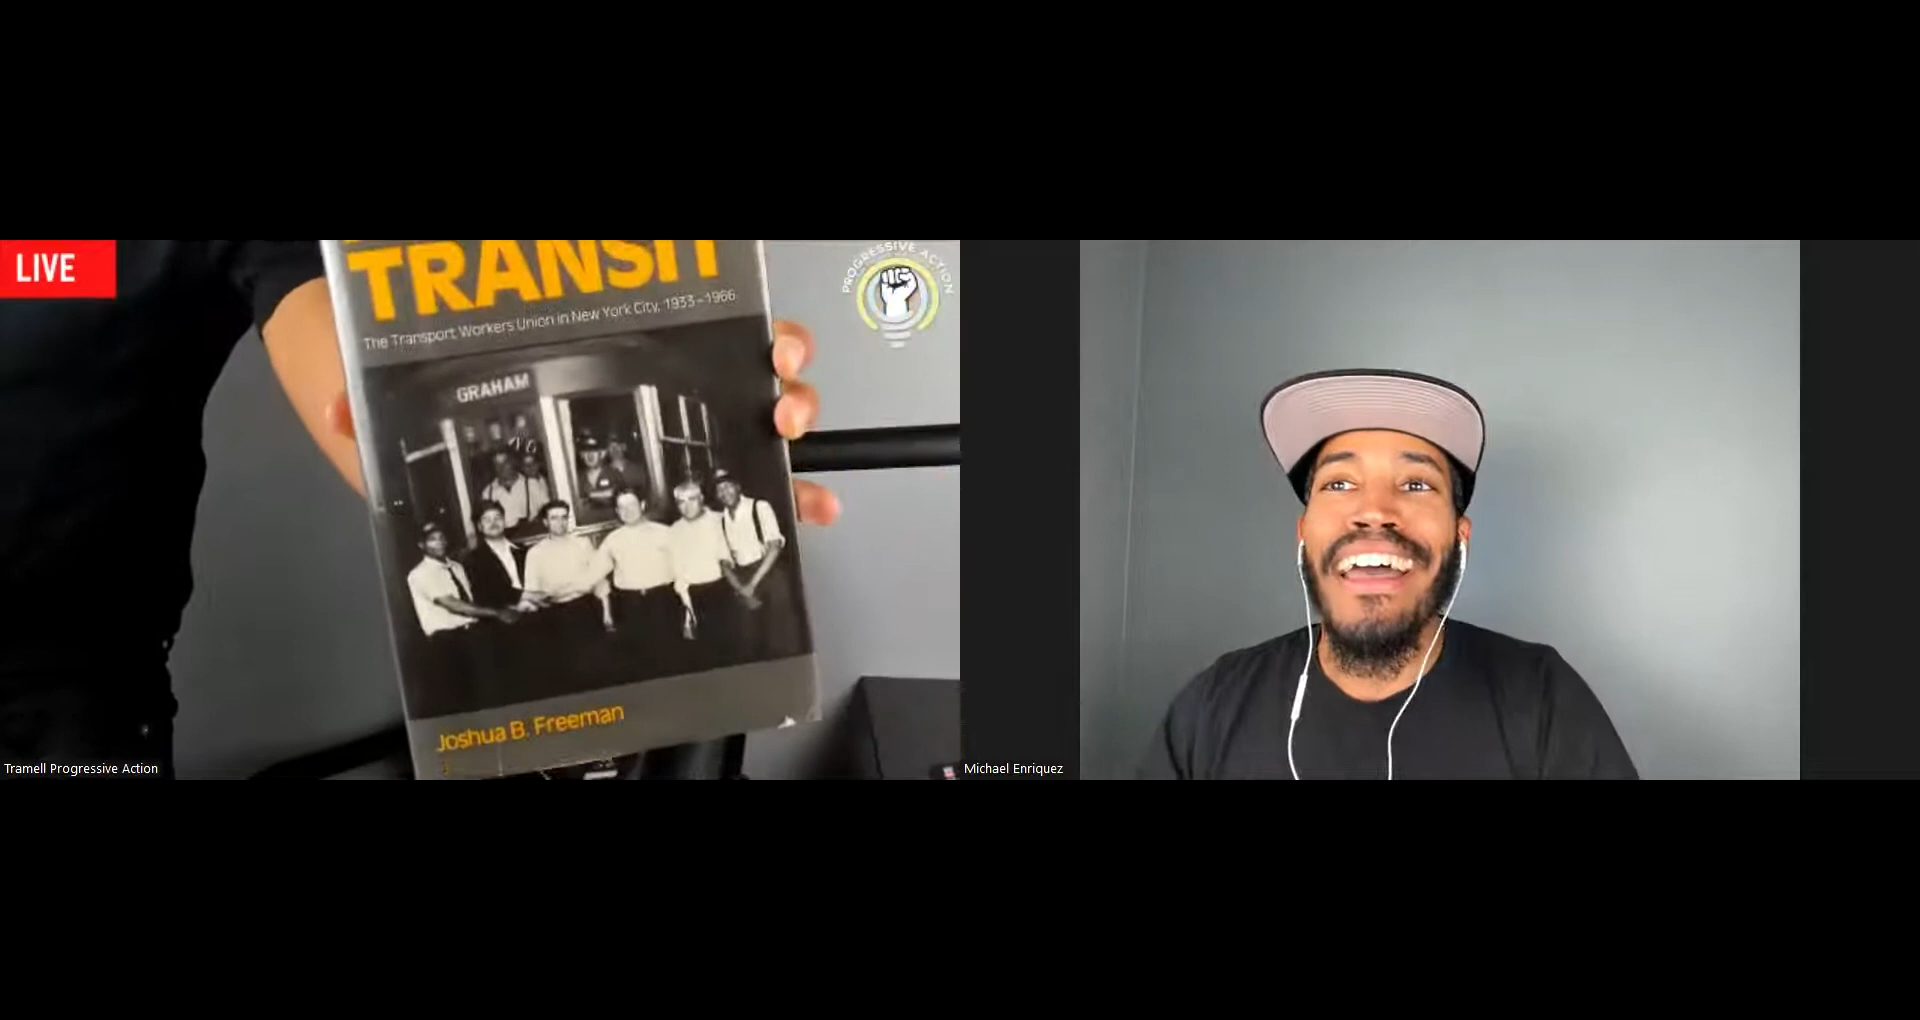 LIVE
TRANSIT
The Transport Workers Union in New York City, 1933–1966
GRAHAM
Joshua B. Freeman
PROGRESSIVE ACTION
Tramell Progressive Action
Michael Enriquez